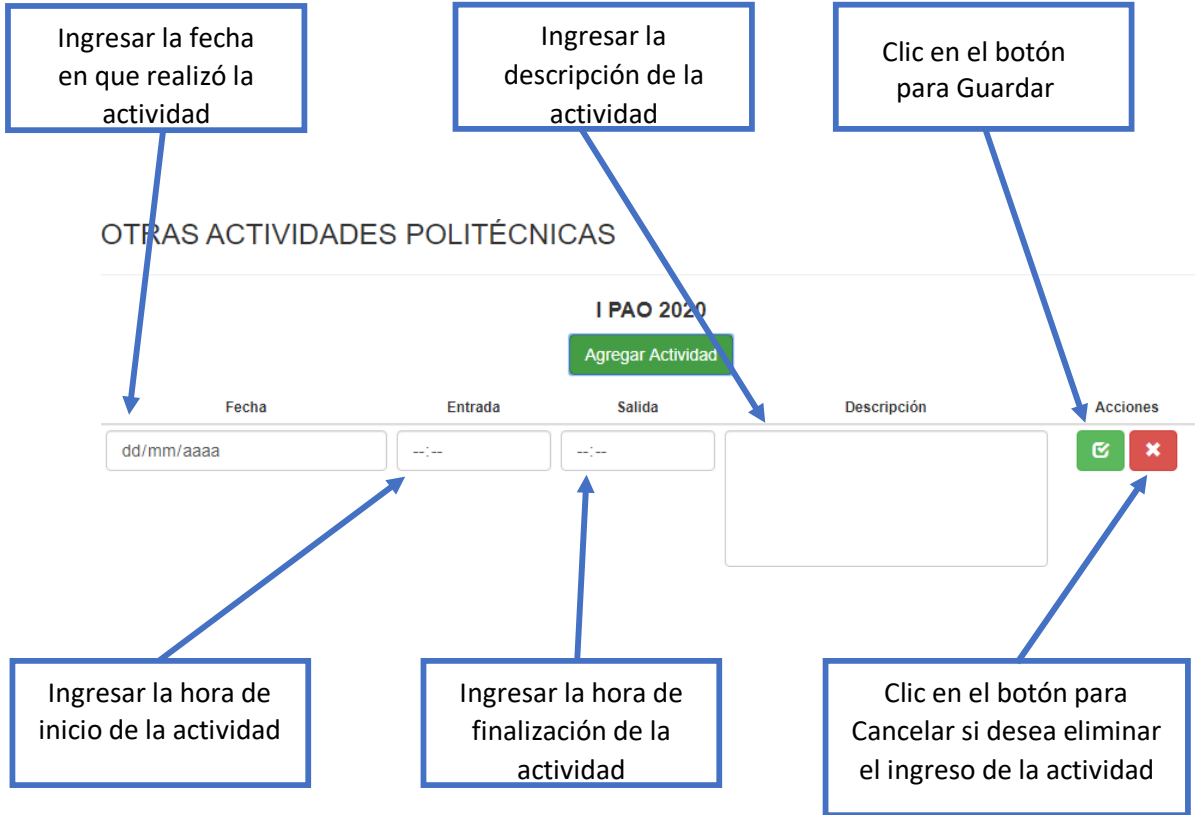 Ingresar la fecha
en que realizó la
actividad
Ingresar la
descripción de la
actividad
Clic en el botón
para Guardar
OTRAS ACTIVIDADES POLITÉCNICAS
I PAO 2020
Agregar Actividad
Fecha Entrada Salida Descripción Acciones
dd/mm/aaaa --:-- --:--
Ingresar la hora de
inicio de la actividad
Ingresar la hora de
finalización de la
actividad
Clic en el botón para
Cancelar si desea eliminar
el ingreso de la actividad